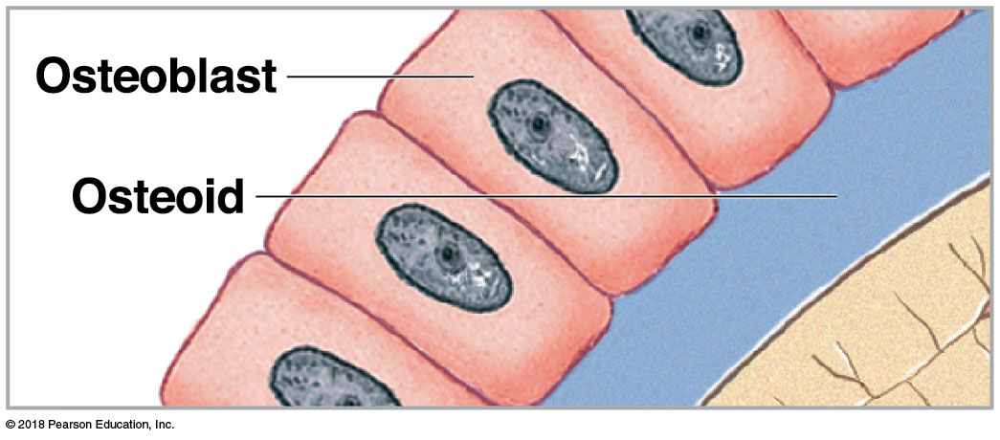 Osteoblast
Osteoid
© 2018 Pearson Education, Inc.